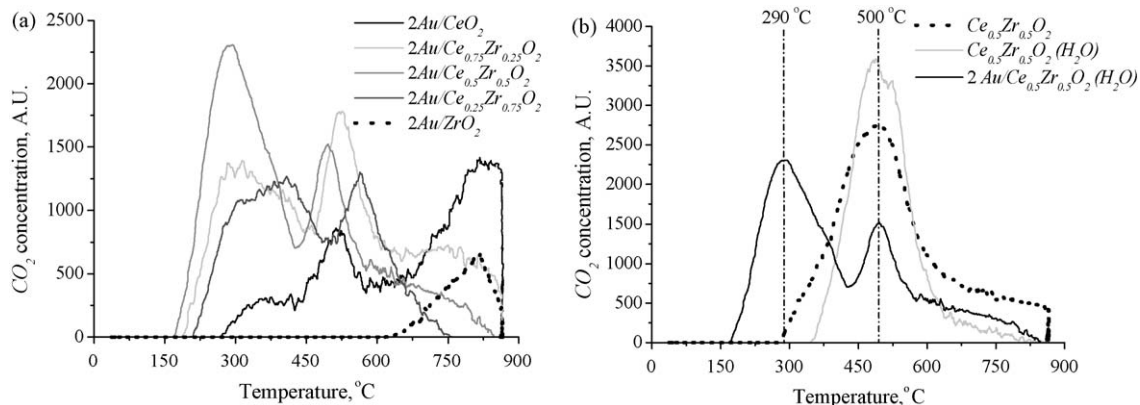 (a)
2Au/CeO2
2Au/Ce0.75Zr0.25O2
2Au/Ce0.5Zr0.5O2
2Au/Ce0.25Zr0.75O2
2Au/ZrO2
CO2 concentration, A.U.
2500
2000
1500
1000
500
0
0 150 300 450 600 750 900
Temperature,°C
(b)
290 °C
500 °C
Ce0.5Zr0.5O2
Ce0.5Zr0.5O2 (H2O)
2 Au/Ce0.5Zr0.5O2 (H2O)
CO2 concentration, A.U.
4000
3500
3000
2500
2000
1500
1000
500
0
0 150 300 450 600 750 900
Temperature,°C